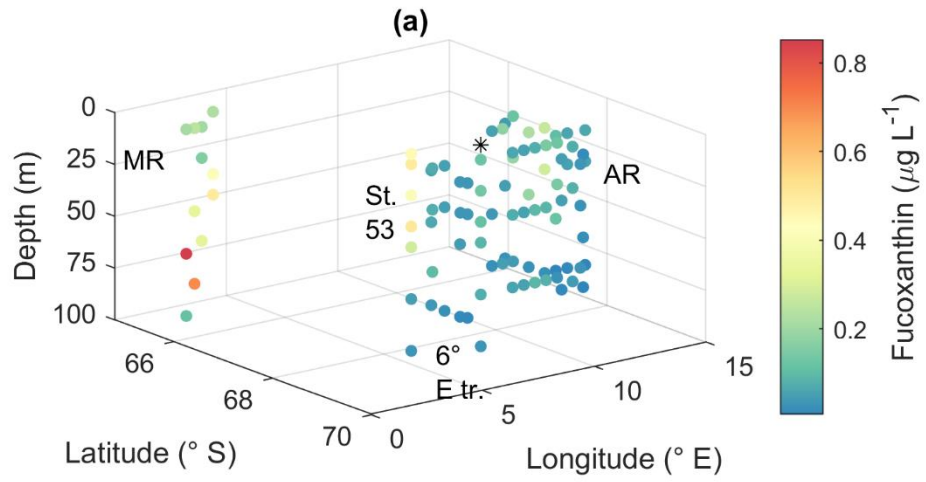 (a)
0
25
50
75
100
Depth (m)
MR
St.
53
AR
6°
E tr.
66
68
70
Latitude (° S)
0
5
10
15
Longitude (° E)
0.8
0.6
0.4
0.2
Fucoxanthin (μg L⁻¹)